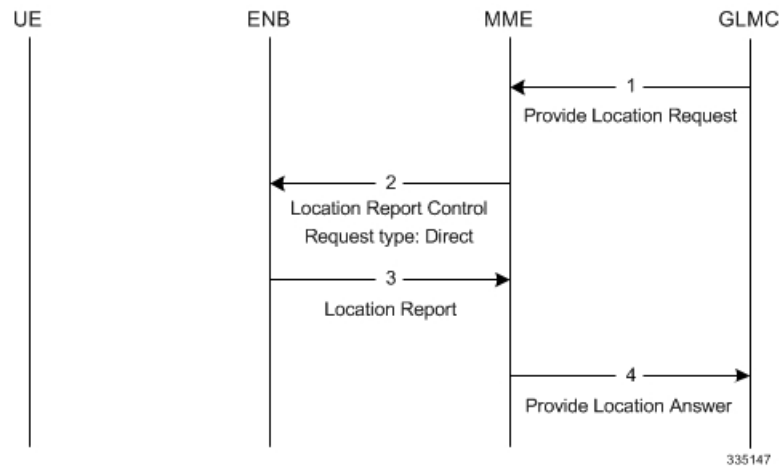 UE
ENB
MME
GLMC
1
Provide Location Request
2
Location Report Control
Request type: Direct
3
Location Report
4
Provide Location Answer
335147